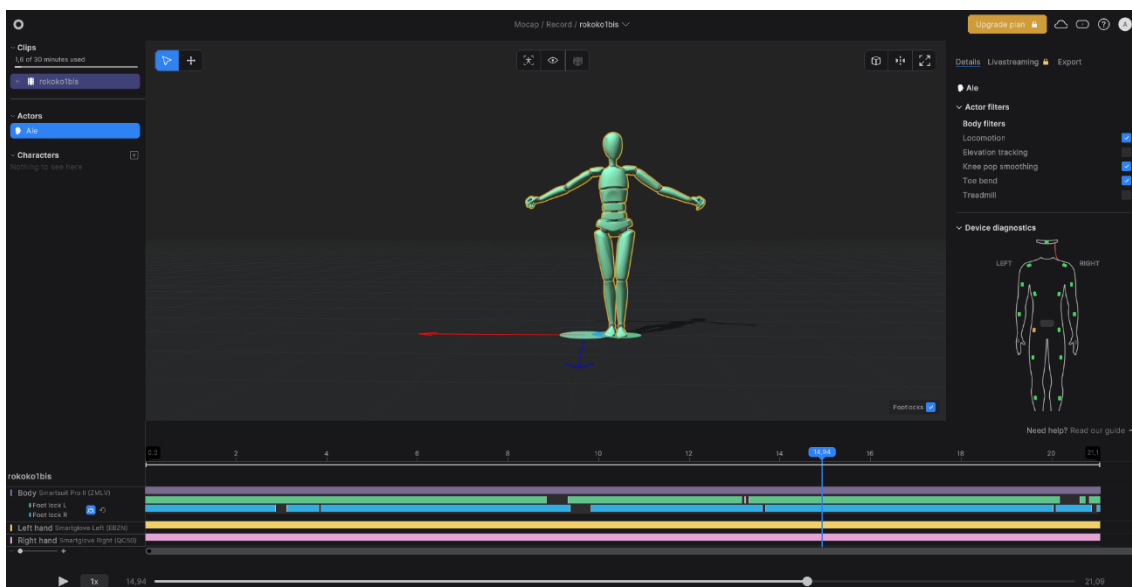 Mocap / Record / rokoko1bis
Upgrade plan
A
Clips
1,6 of 30 minutes used
rokoko1bis
Actors
Ale
Characters
Nothing to see here
Details Livestreaming Export
Ale
Actor filters
Body filters
Locomotion
Elevation tracking
Knee pop smoothing
Toe bend
Treadmill
Device diagnostics
LEFT RIGHT
Footlocks
Need help? Read our guide
0,0 2 4 6 8 10 12 14 14,94 16 18 20 21,1
rokoko1bis
Body Smartsuit Pro II (ZMLV)
Foot lock L
Foot lock R
Left hand Smartglove Left (EBZN)
Right hand Smartglove Right
1x 14,94 21,09